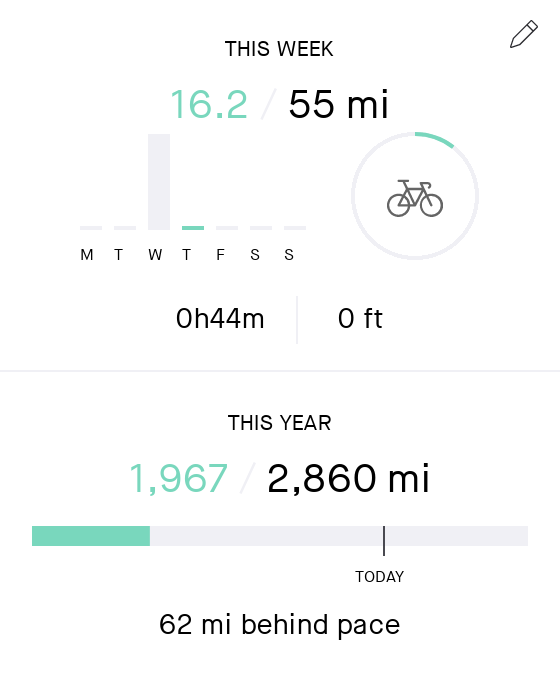 THIS WEEK
16.2 / 55 mi
M T W T F S S
0h44m | 0 ft
THIS YEAR
1,967 / 2,860 mi
TODAY
62 mi behind pace